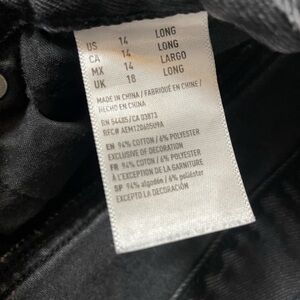 US 14 LONG
CA 14 LONG
MX 14 LARGO
UK 18 LONG
MADE IN CHINA / FABRIQUÉ EN CHINE /
HECHO EN CHINA
RN 54485/CA 03873
RFC# AEM12060509A
EN 94% COTTON / 6% POLYESTER
EXCLUSIVE OF DECORATION
FR 94% COTON / 6% POLYESTER
À L'EXCEPTION DE LA GARNITURE
SP 94% algodón / 6% poliéster
EXCEPTO LA DECORACIÓN